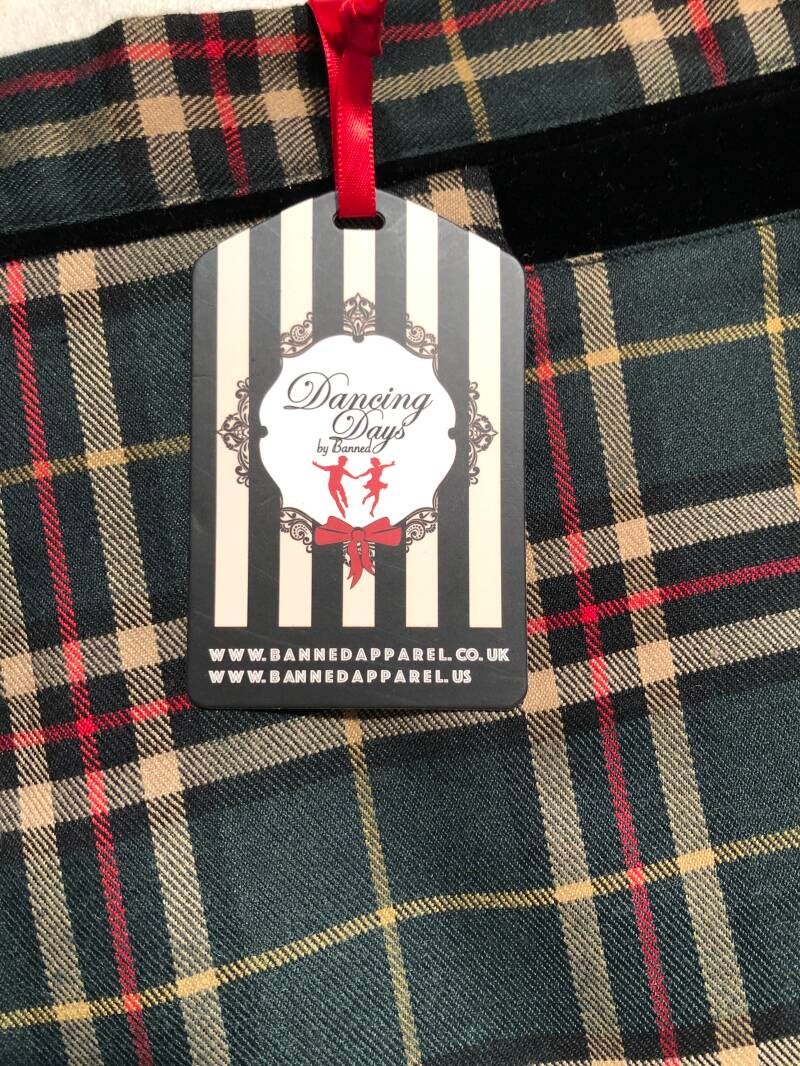 Dancing
Days
by Banned
WWW.BANNEDAPPAREL.CO.UK
WWW.BANNEDAPPAREL.US